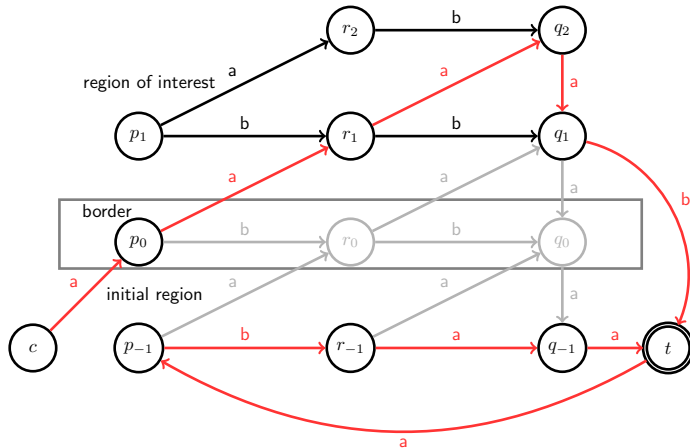 b
r₂
q₂
a
region of interest
a
a
p₁
b
r₁
b
q₁
a
a
a
b
border
p₀
b
r₀
b
q₀
a
initial region
a
a
a
c
p₋₁
b
r₋₁
a
q₋₁
a
t
a